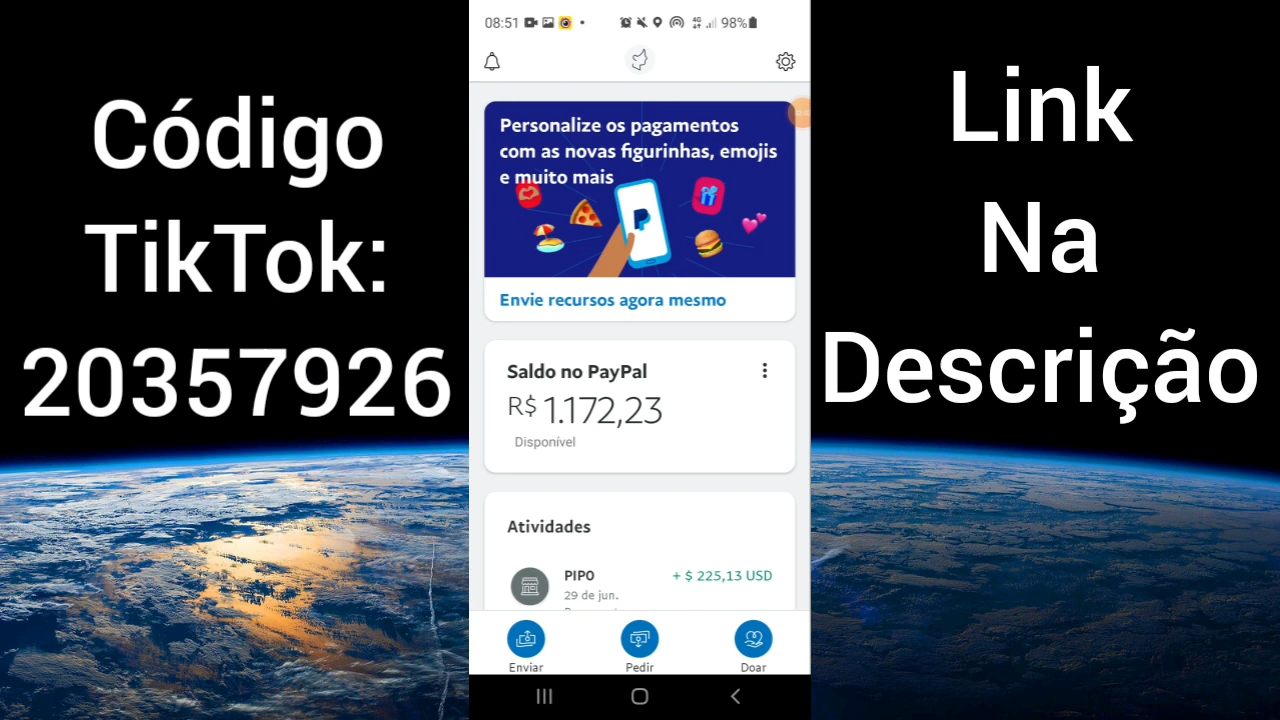 Código
TikTok:
20357926
08:51
4G
98%
Personalize os pagamentos
com as novas figurinhas, emojis
e muito mais
Envie recursos agora mesmo
Saldo no PayPal
R$ 1.172,23
Disponível
Atividades
PIPO
+ $ 225,13 USD
29 de jun.
Enviar
Pedir
Doar
Link
Na
Descrição